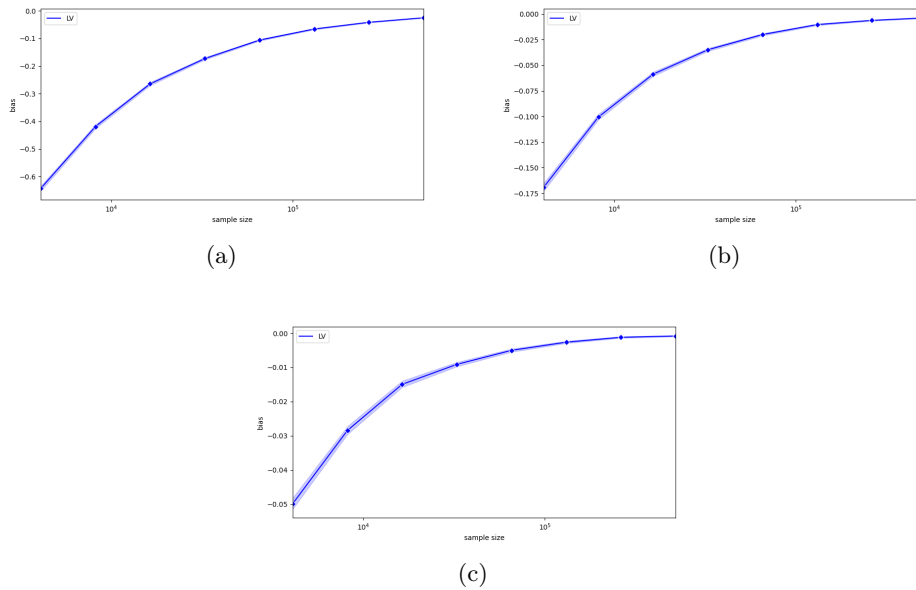 LV
0.0
−0.1
−0.2
−0.3
−0.4
−0.5
−0.6
bias
10^4
10^5
sample size
(a)
LV
0.000
−0.025
−0.050
−0.075
−0.100
−0.125
−0.150
−0.175
bias
10^4
10^5
sample size
(b)
LV
0.00
−0.01
−0.02
−0.03
−0.04
−0.05
bias
10^4
10^5
sample size
(c)